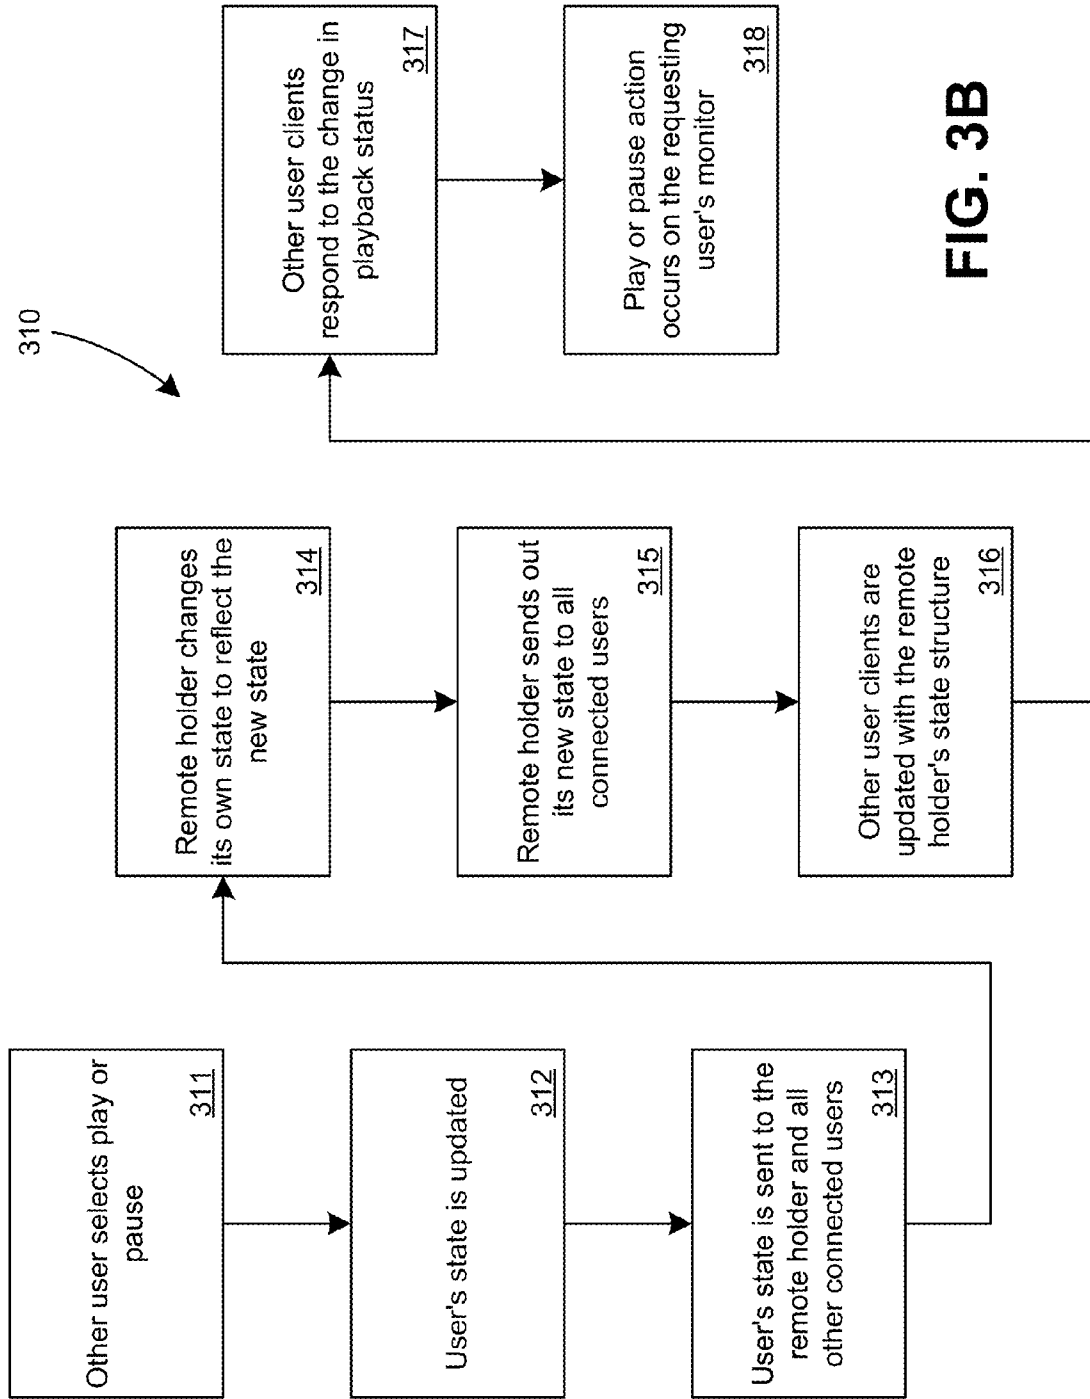 310
Other user selects play or
pause
311
User's state is updated
312
User's state is sent to the
remote holder and all
other connected users
313
Remote holder changes
its own state to reflect the
new state
314
Remote holder sends out
its new state to all
connected users
315
Other user clients are
updated with the remote
holder's state structure
316
Other user clients
respond to the change in
playback status
317
Play or pause action
occurs on the requesting
user's monitor
318
FIG. 3B